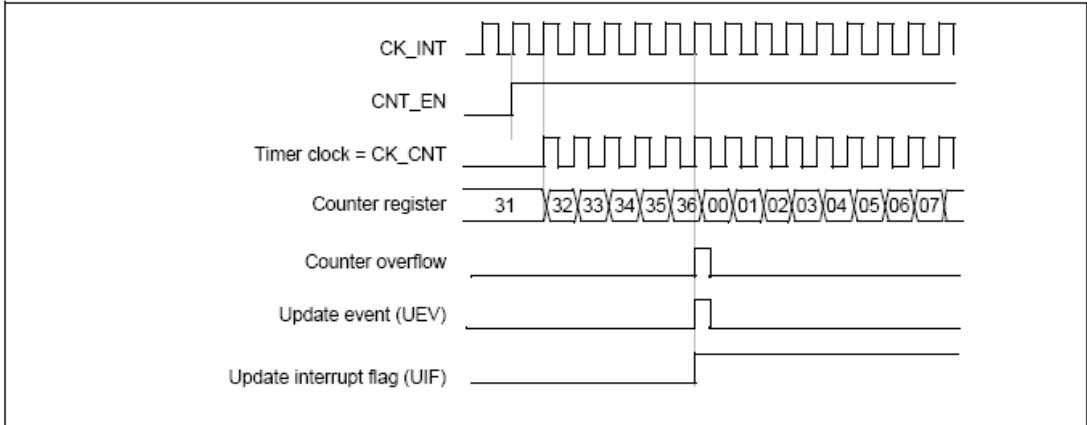 CK_INT
CNT_EN
Timer clock = CK_CNT
Counter register 31 32 33 34 35 36 00 01 02 03 04 05 06 07
Counter overflow
Update event (UEV)
Update interrupt flag (UIF)